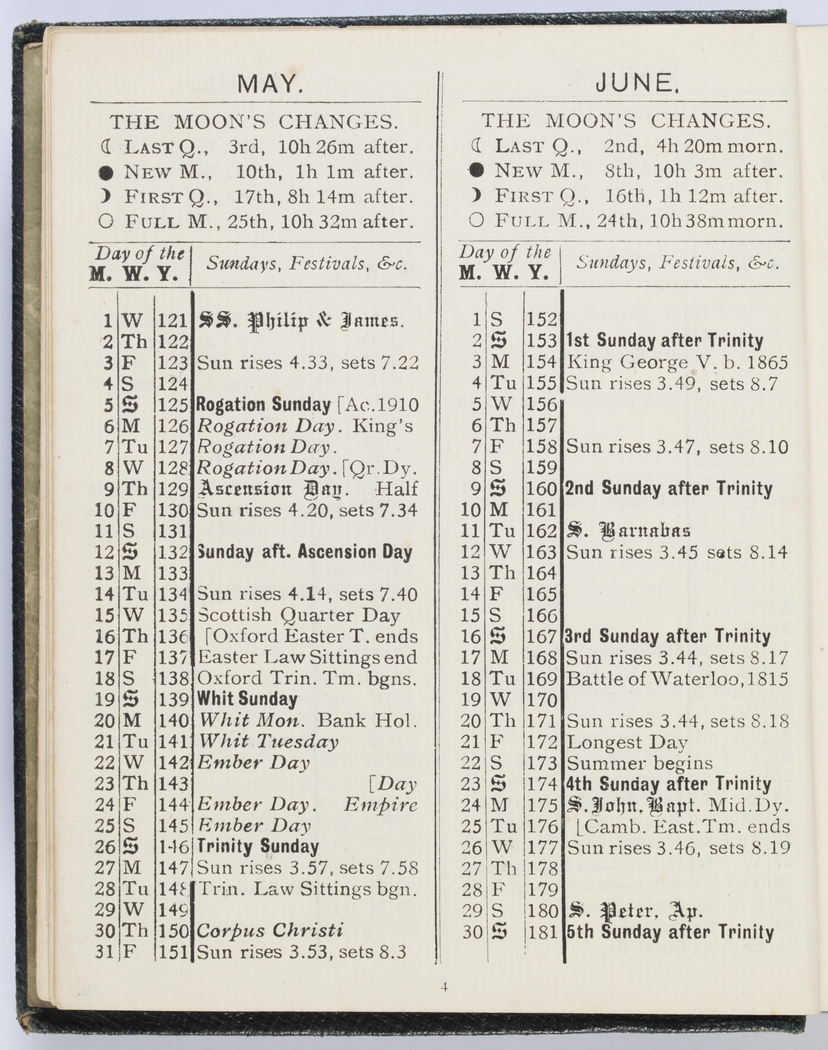 MAY.
THE MOON'S CHANGES.
☾ LAST Q., 3rd, 10h 26m after.
● NEW M., 10th, 1h 1m after.
☽ FIRST Q., 17th, 8h 14m after.
○ FULL M., 25th, 10h 32m after.
Day of the
M. W. Y. Sundays, Festivals, &c.
1 W 121 SS. Philip & James.
2 Th 122
3 F 123 Sun rises 4.33, sets 7.22
4 S 124
5 S 125 Rogation Sunday [Ac. 1910
6 M 126 Rogation Day. King's
7 Tu 127 Rogation Day.
8 W 128 Rogation Day. [Qr. Dy.
9 Th 129 Ascension Day. Half
10 F 130 Sun rises 4.20, sets 7.34
11 S 131
12 S 132 Sunday aft. Ascension Day
13 M 133
14 Tu 134 Sun rises 4.14, sets 7.40
15 W 135 Scottish Quarter Day
16 Th 136 [Oxford Easter T. ends
17 F 137 Easter Law Sittings end
18 S 138 Oxford Trin. Tm. bgns.
19 S 139 Whit Sunday
20 M 140 Whit Mon. Bank Hol.
21 Tu 141 Whit Tuesday
22 W 142 Ember Day
23 Th 143 [Day
24 F 144 Ember Day. Empire
25 S 145 Ember Day
26 S 146 Trinity Sunday
27 M 147 Sun rises 3.57, sets 7.58
28 Tu 148 Trin. Law Sittings bgn.
29 W 149
30 Th 150 Corpus Christi
31 F 151 Sun rises 3.53, sets 8.3
JUNE.
THE MOON'S CHANGES.
☾ LAST Q., 2nd, 4h 20m morn.
● NEW M., 8th, 10h 3m after.
☽ FIRST Q., 16th, 1h 12m after.
○ FULL M., 24th, 10h 38m morn.
Day of the
M. W. Y. Sundays, Festivals, &c.
1 S 152
2 S 153 1st Sunday after Trinity
3 M 154 King George V. b. 1865
4 Tu 155 Sun rises 3.49, sets 8.7
5 W 156
6 Th 157
7 F 158 Sun rises 3.47, sets 8.10
8 S 159
9 S 160 2nd Sunday after Trinity
10 M 161
11 Tu 162 S. Barnabas
12 W 163 Sun rises 3.45 sets 8.14
13 Th 164
14 F 165
15 S 166
16 S 167 3rd Sunday after Trinity
17 M 168 Sun rises 3.44, sets 8.17
18 Tu 169 Battle of Waterloo, 1815
19 W 170
20 Th 171 Sun rises 3.44, sets 8.18
21 F 172 Longest Day
22 S 173 Summer begins
23 S 174 4th Sunday after Trinity
24 M 175 S. John, Bapt. Mid. Dy.
25 Tu 176 [Camb. East. Tm. ends
26 W 177 Sun rises 3.46, sets 8.19
27 Th 178
28 F 179
29 S 180 S. Peter, Ap.
30 S 181 5th Sunday after Trinity
4